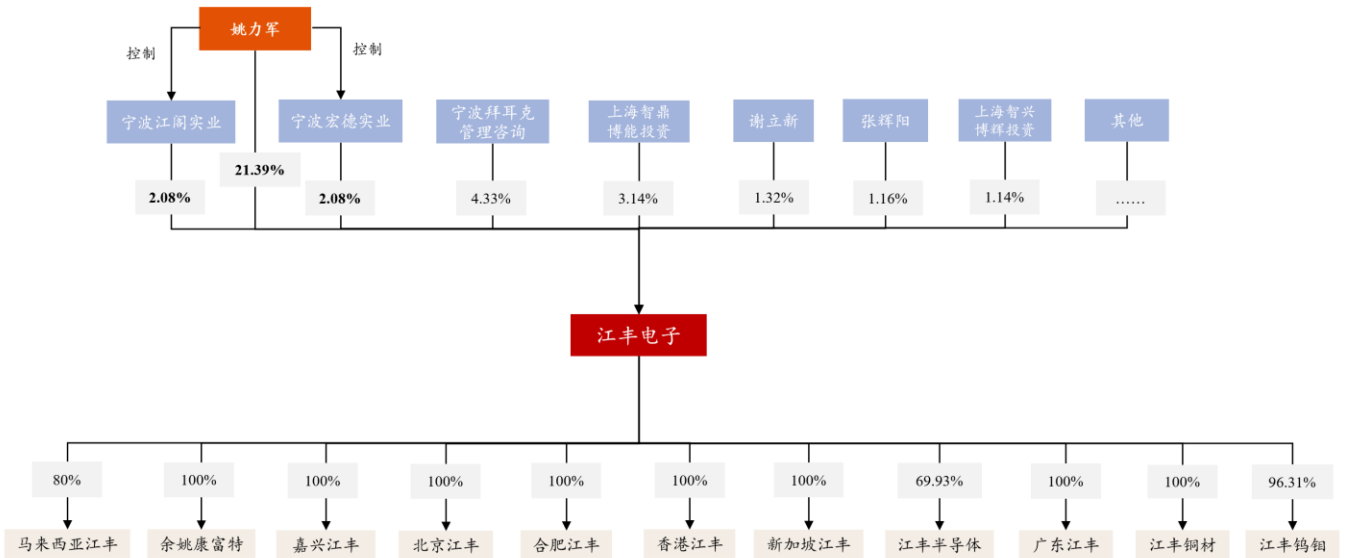 姚力军
控制
控制
宁波江阁实业
宁波宏德实业
宁波拜耳克
管理咨询
上海智鼎
博能投资
谢立新
张辉阳
上海智兴
博辉投资
其他
21.39%
2.08%
2.08%
4.33%
3.14%
1.32%
1.16%
1.14%
……
江丰电子
80%
100%
100%
100%
100%
100%
100%
69.93%
100%
100%
96.31%
马来西亚江丰
余姚康富特
嘉兴江丰
北京江丰
合肥江丰
香港江丰
新加坡江丰
江丰半导体
广东江丰
江丰铜材
江丰钨钼